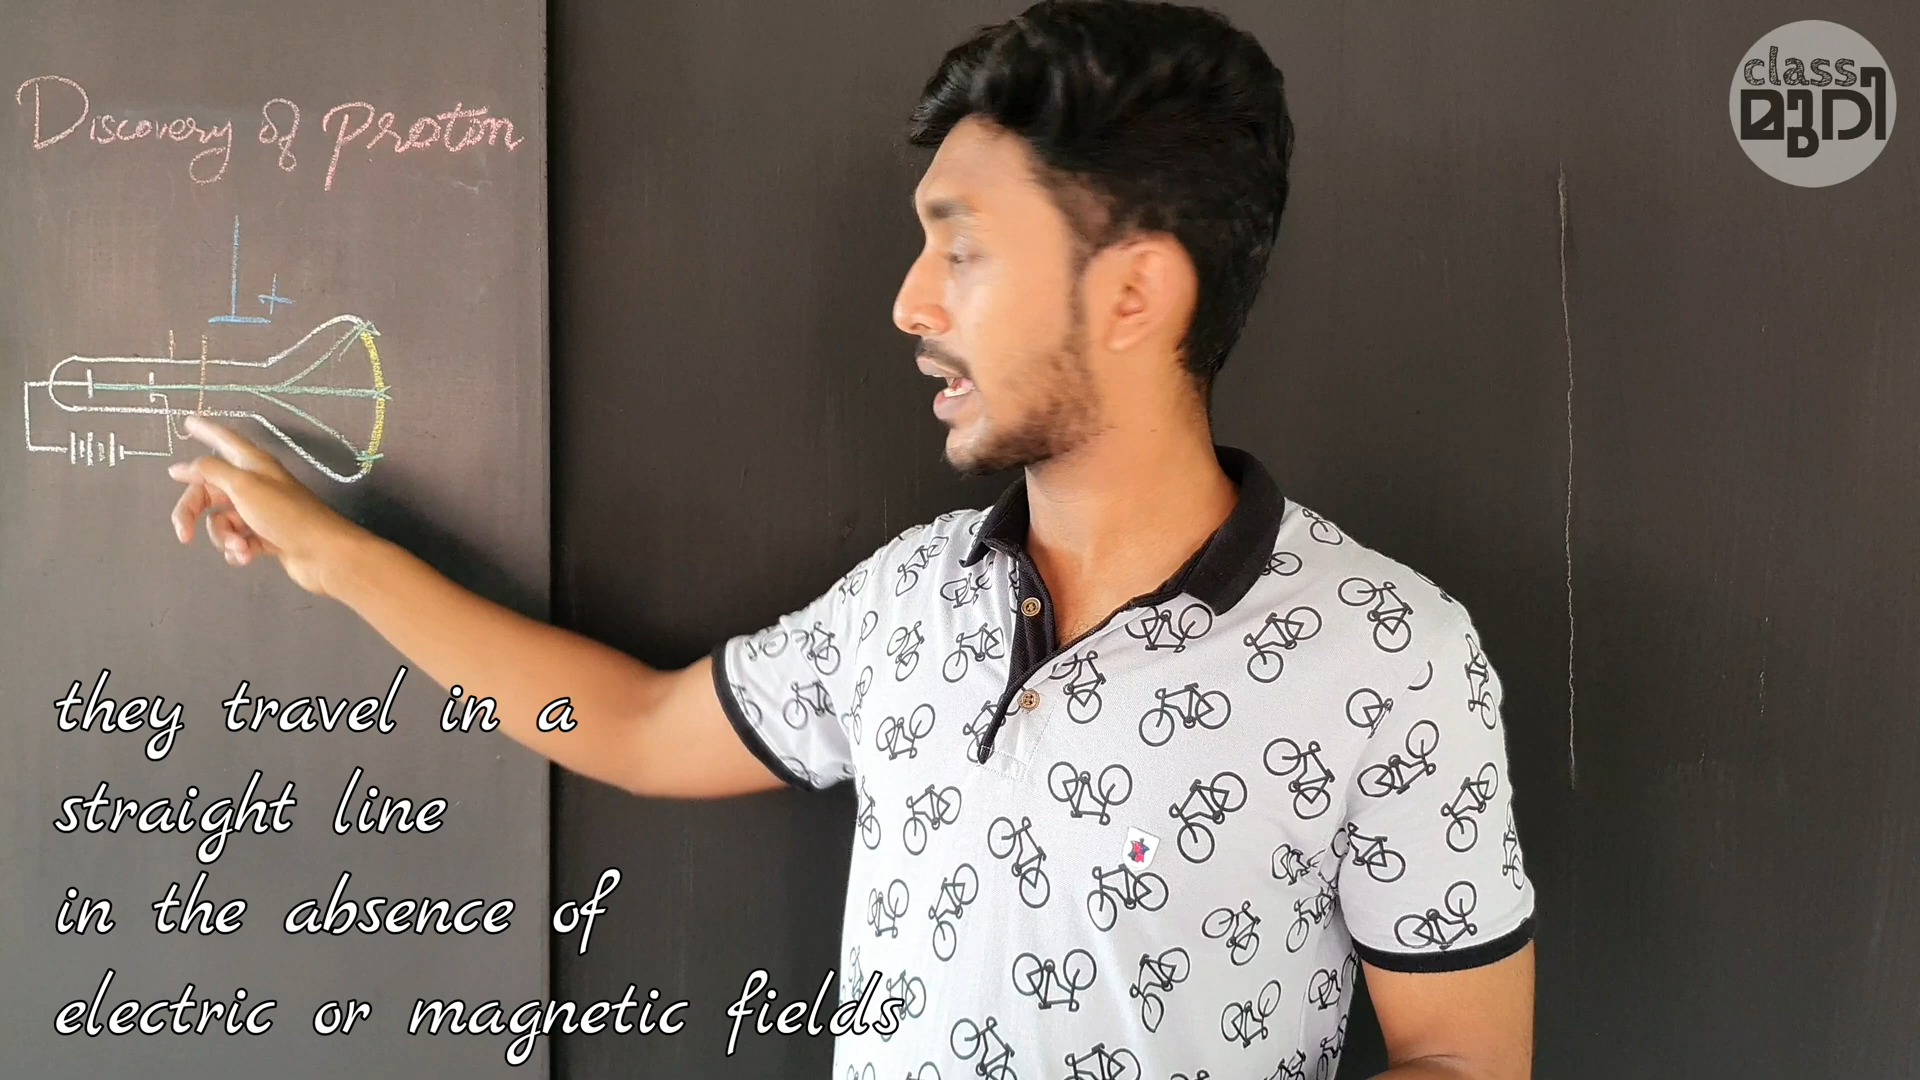 Discovery of proton
+
class
മുറി
they travel in a
straight line
in the absence of
electric or magnetic fields